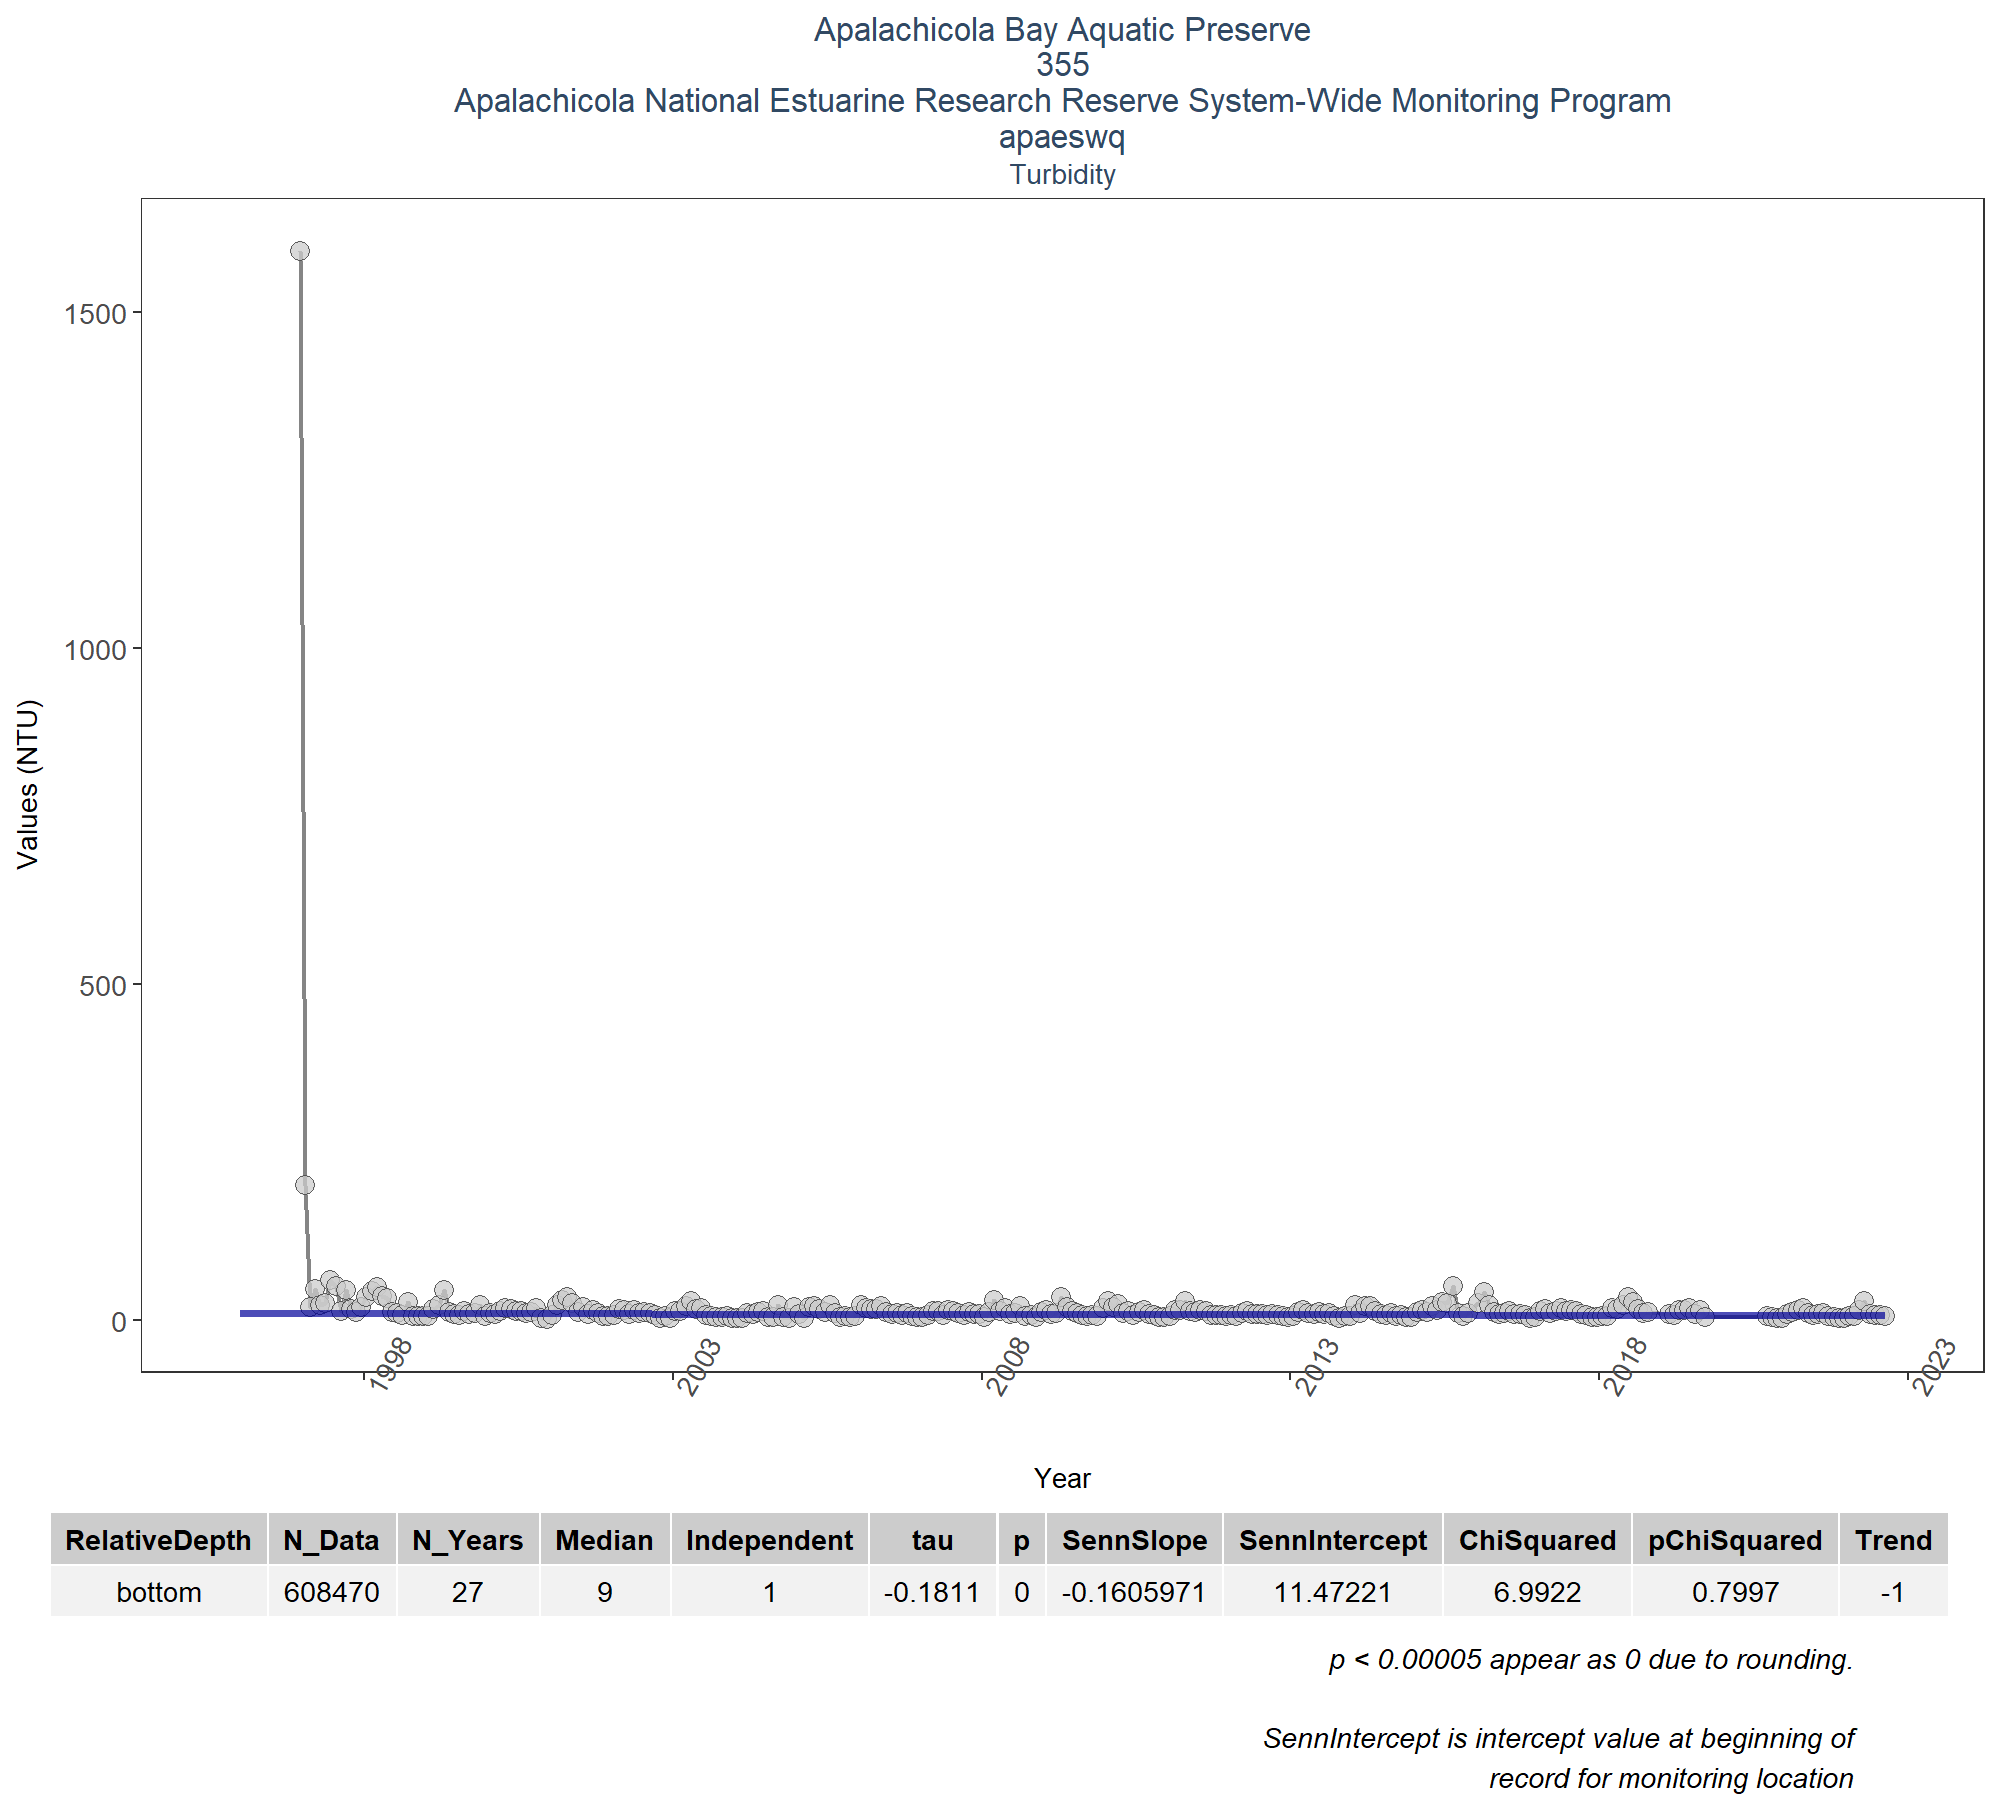 Apalachicola Bay Aquatic Preserve
355
Apalachicola National Estuarine Research Reserve System-Wide Monitoring Program
apaeswq
Turbidity
1500
1000
500
0
Values (NTU)
1998 2003 2008 2013 2018 2023
Year
RelativeDepth N_Data N_Years Median Independent tau p SennSlope SennIntercept ChiSquared pChiSquared Trend
bottom 608470 27 9 1 -0.1811 0 -0.1605971 11.47221 6.9922 0.7997 -1
p < 0.00005 appear as 0 due to rounding.
SennIntercept is intercept value at beginning of
record for monitoring location